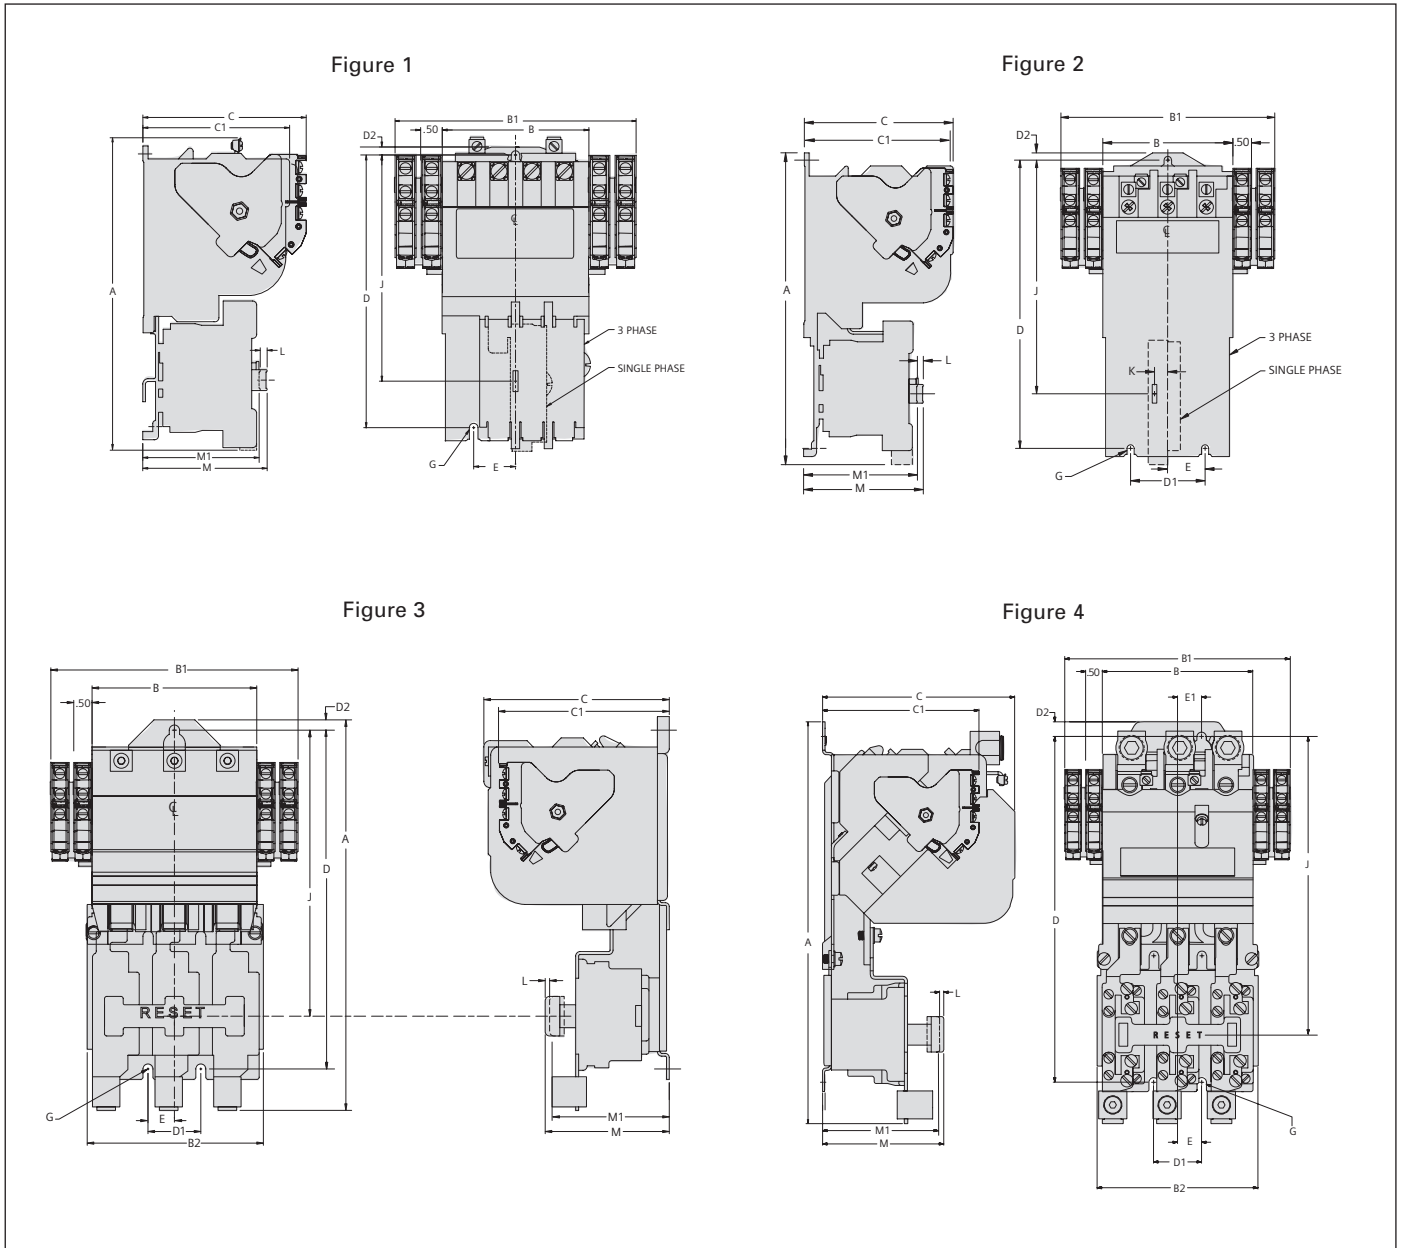 Figure 1
C
C1
A
L
M1
M
B1
D2
.50
B
℄
J
D
3 PHASE
SINGLE PHASE
G
E
Figure 2
C
C1
A
L
M1
M
B1
D2
B
.50
℄
J
D
3 PHASE
K
SINGLE PHASE
E
G
D1
Figure 3
B1
B
D2
.50
℄
A
D
J
RESET
G
E
D1
B2
C
C1
L
M1
M
Figure 4
C
C1
A
L
M1
M
B1
.50
B
E1
D2
J
D
RESET
G
E
D1
B2